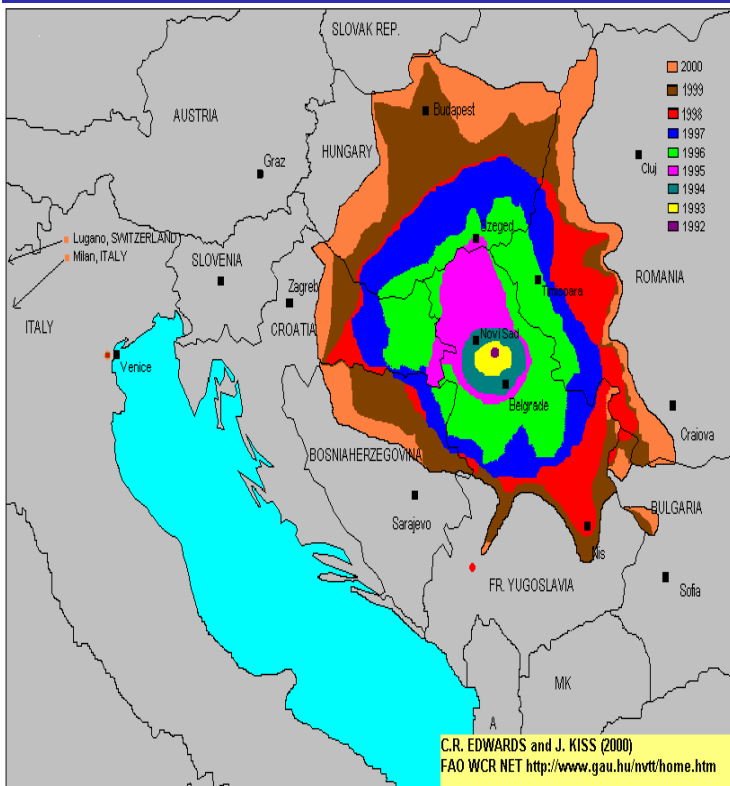 SLOVAK REP.
2000
1999
1998
1997
1996
1995
1994
1993
1992
AUSTRIA
Budapest
HUNGARY
Graz
Cluj
Lugano, SWITZERLAND
Milan, ITALY
SLOVENIA
Szeged
Timisoara
ROMANIA
Zagreb
CROATIA
ITALY
Novi Sad
Venice
Belgrade
Craiova
BOSNIAHERZEGOVINA
Sarajevo
BULGARIA
Nis
FR. YUGOSLAVIA
Sofia
MK
A
C.R. EDWARDS and J. KISS (2000)
FAO WCR NET http://www.gau.hu/nvtt/home.htm